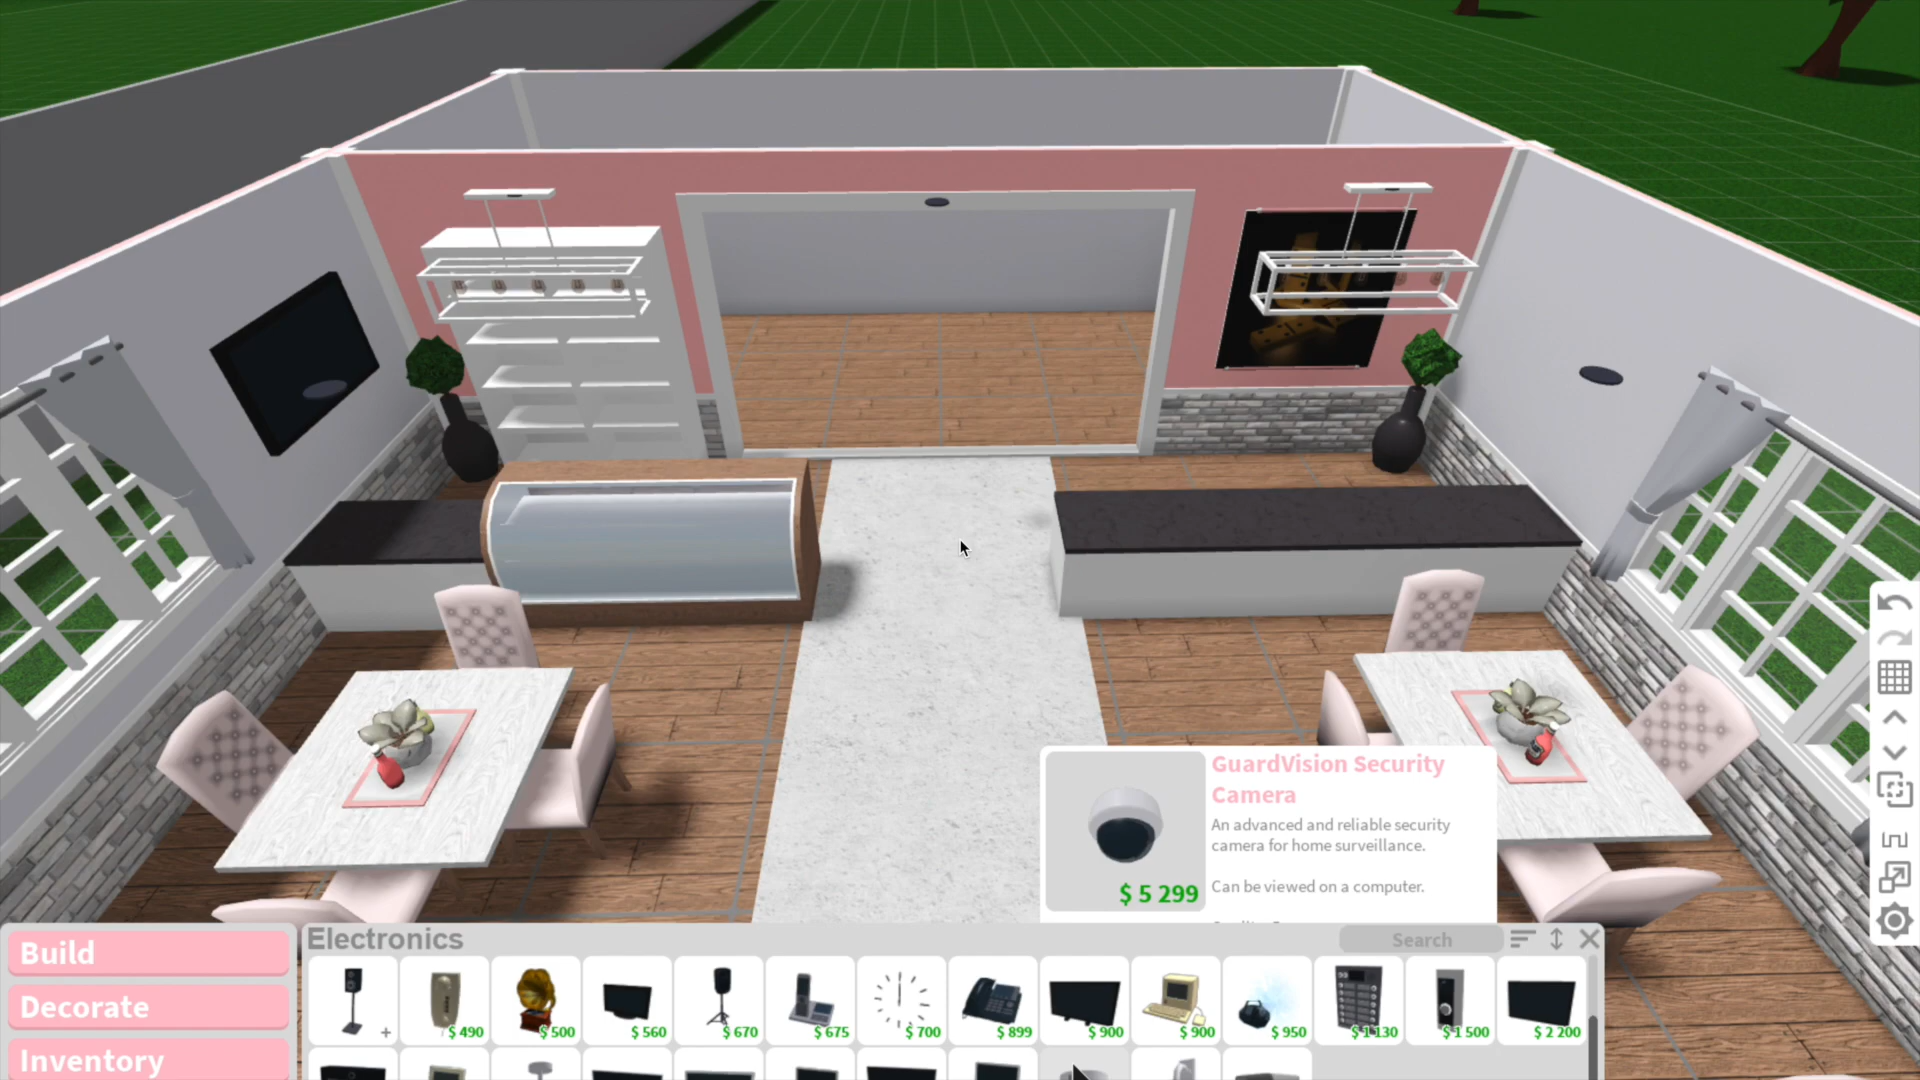 GuardVision Security
Camera
An advanced and reliable security
camera for home surveillance.
Can be viewed on a computer.
$ 5 299
Build
Decorate
Inventory
Electronics
Search
$ 490
$ 500
$ 560
$ 670
$ 675
$ 700
$ 899
$ 900
$ 900
$ 950
$ 1 130
$ 1 500
$ 2 200